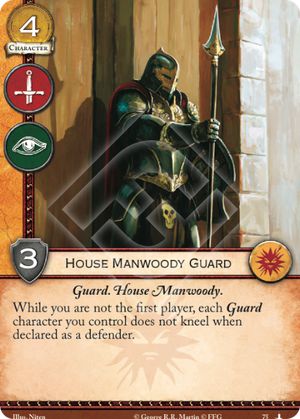 4
CHARACTER
3
HOUSE MANWOODY GUARD
Guard. House Manwoody.
While you are not the first player, each Guard
character you control does not kneel when
declared as a defender.
Illus. Niten
© George R.R. Martin © FFG
75